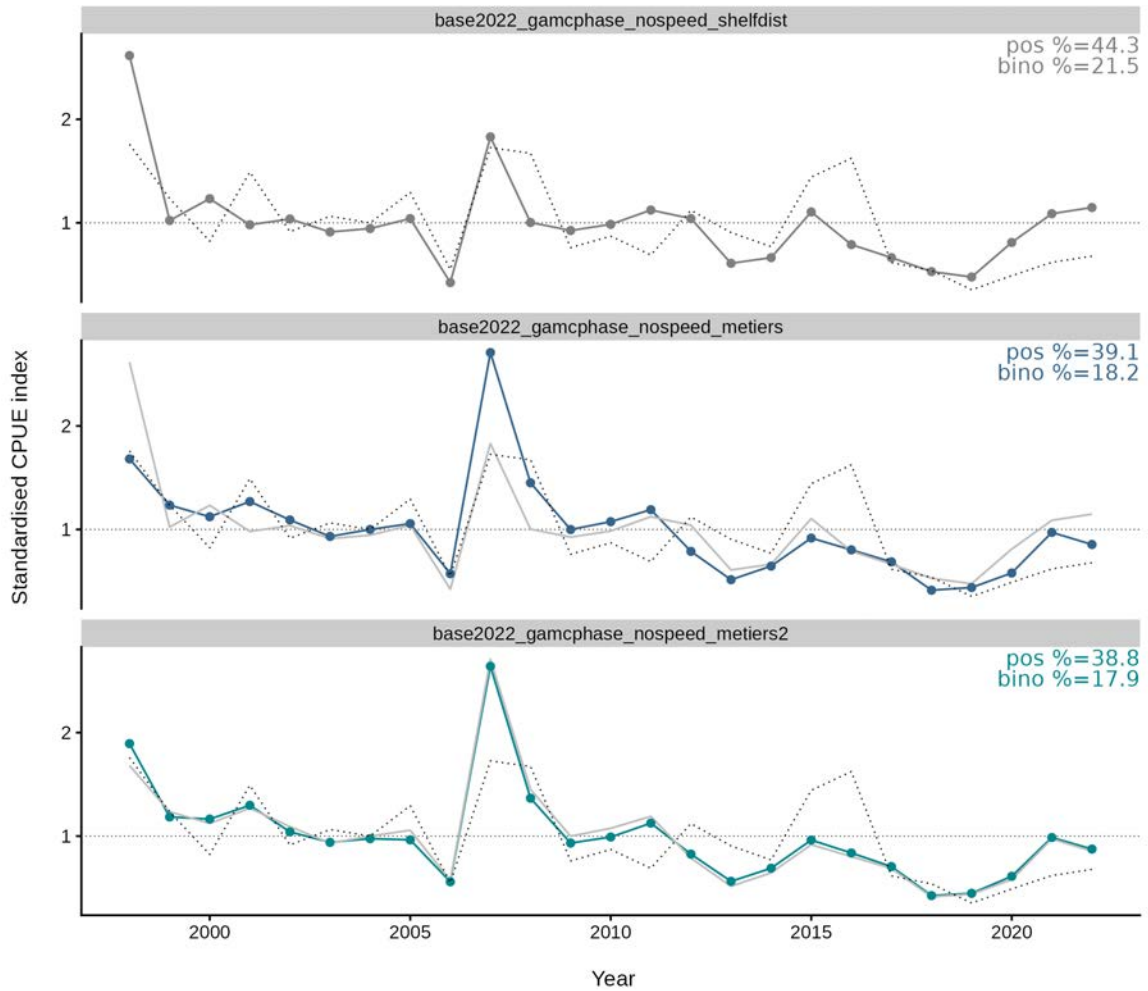 base2022_gamcphase_nospeed_shelfdist
pos %=44.3
bino %=21.5
2
1
base2022_gamcphase_nospeed_metiers
pos %=39.1
bino %=18.2
2
1
Standardised CPUE index
base2022_gamcphase_nospeed_metiers2
pos %=38.8
bino %=17.9
2
1
2000 2005 2010 2015 2020
Year